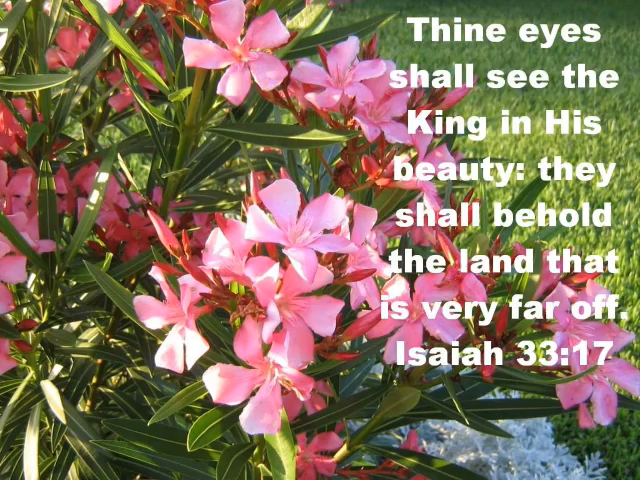 Thine eyes
shall see the
King in His
beauty: they
shall behold
the land that
is very far off.
Isaiah 33:17